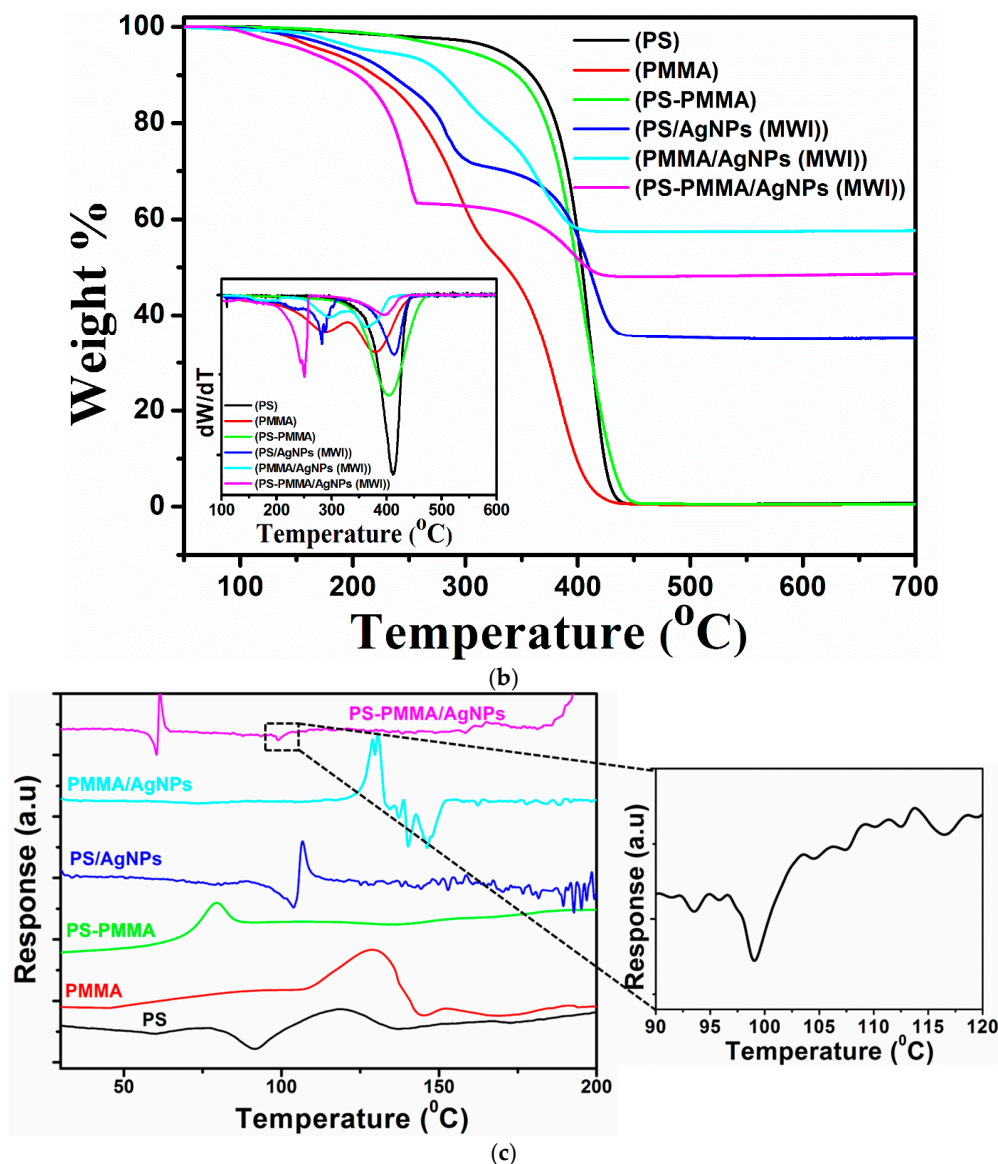 100
80
60
40
20
0
Weight %
(PS)
(PMMA)
(PS-PMMA)
(PS/AgNPs (MWI))
(PMMA/AgNPs (MWI))
(PS-PMMA/AgNPs (MWI))
dW/dT
(PS)
(PMMA)
(PS-PMMA)
(PS/AgNPs (MWI))
(PMMA/AgNPs (MWI))
(PS-PMMA/AgNPs (MWI))
100 200 300 400 500 600
Temperature (°C)
100 200 300 400 500 600 700
Temperature (°C)
(b)
Response (a.u)
PS-PMMA/AgNPs
PMMA/AgNPs
PS/AgNPs
PS-PMMA
PMMA
PS
50 100 150 200
Temperature (°C)
Response (a.u)
90 95 100 105 110 115 120
Temperature (°C)
(c)